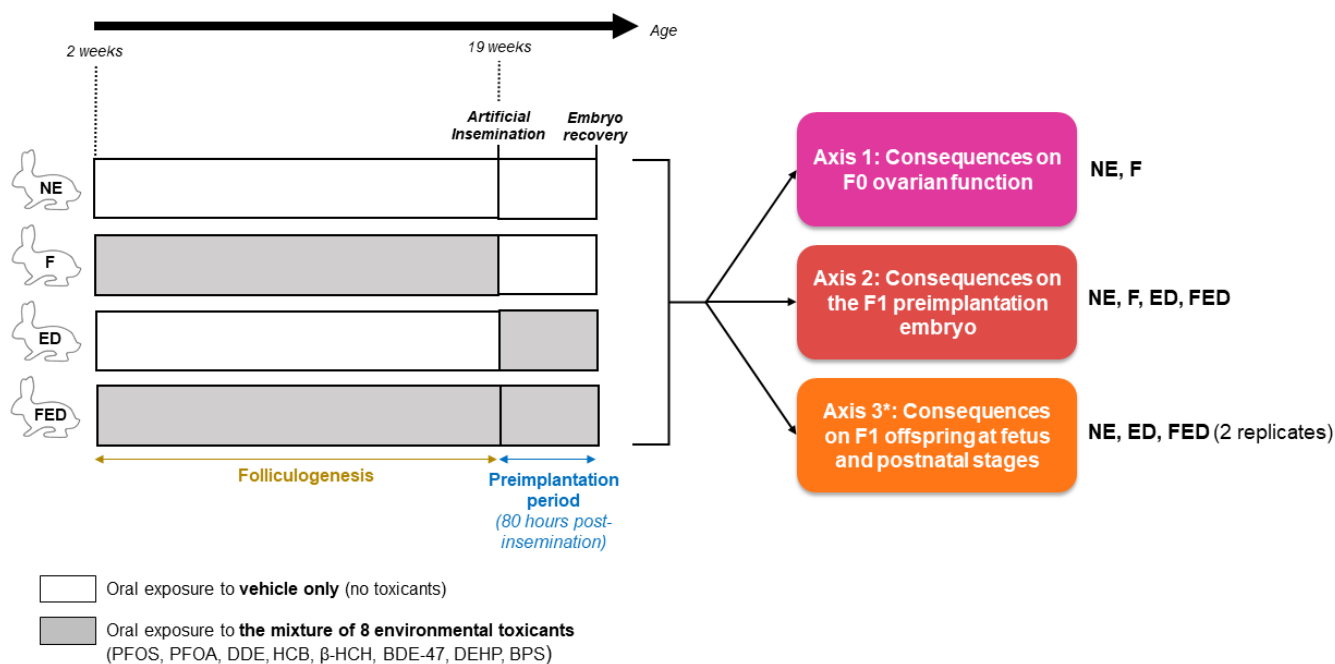 Age
2 weeks
19 weeks
Artificial
Insemination
Embryo
recovery
NE
F
ED
FED
Folliculogenesis
Preimplantation
period
(80 hours post-
insemination)
Axis 1: Consequences on
F0 ovarian function
NE, F
Axis 2: Consequences on
the F1 preimplantation
embryo
NE, F, ED, FED
Axis 3*: Consequences
on F1 offspring at fetus
and postnatal stages
NE, ED, FED (2 replicates)
Oral exposure to vehicle only (no toxicants)
Oral exposure to the mixture of 8 environmental toxicants
(PFOS, PFOA, DDE, HCB, β-HCH, BDE-47, DEHP, BPS)